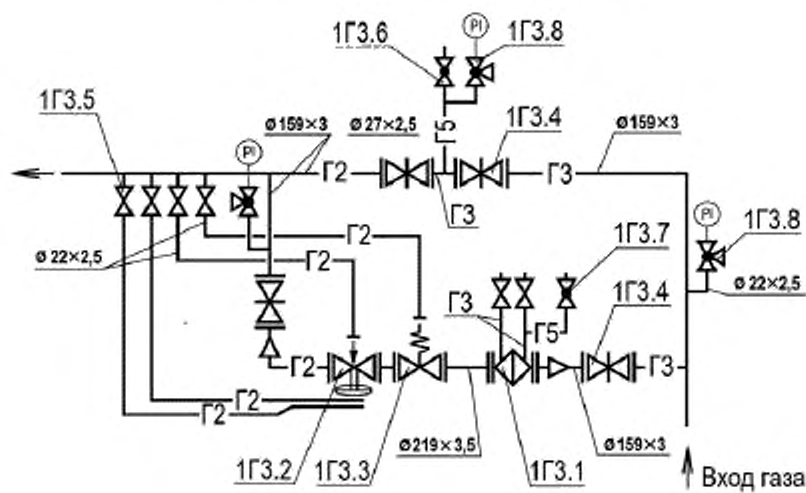 1Г3.6
PI
1Г3.8
1Г3.5
Г5
1Г3.4
ø159×3
ø27×2,5
ø159×3
PI
Г2
Г3
Г3
PI
1Г3.8
Г2
1Г3.7
ø22×2,5
Г2
ø22×2,5
1Г3.4
Г3
Г5
Г2
Г3
Г2
Г2
ø219×3,5
ø159×3
1Г3.2
1Г3.3
1Г3.1
Вход газа